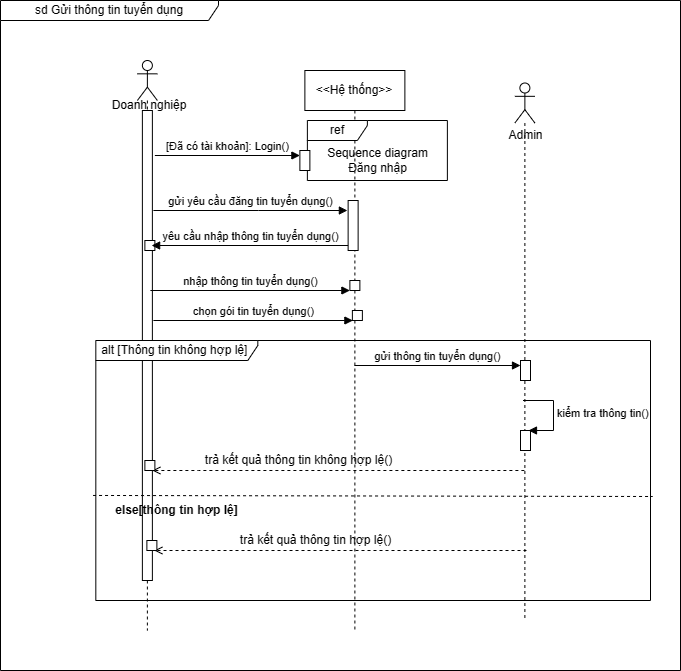 sd Gửi thông tin tuyển dụng
Doanh nghiệp
<<Hệ thống>>
Admin
ref
Sequence diagram
Đăng nhập
[Đã có tài khoản]: Login()
gửi yêu cầu đăng tin tuyển dụng()
yêu cầu nhập thông tin tuyển dụng()
nhập thông tin tuyển dụng()
chọn gói tin tuyển dụng()
alt [Thông tin không hợp lệ]
gửi thông tin tuyển dụng()
kiểm tra thông tin()
trả kết quả thông tin không hợp lệ()
else[thông tin hợp lệ]
trả kết quả thông tin hợp lệ()